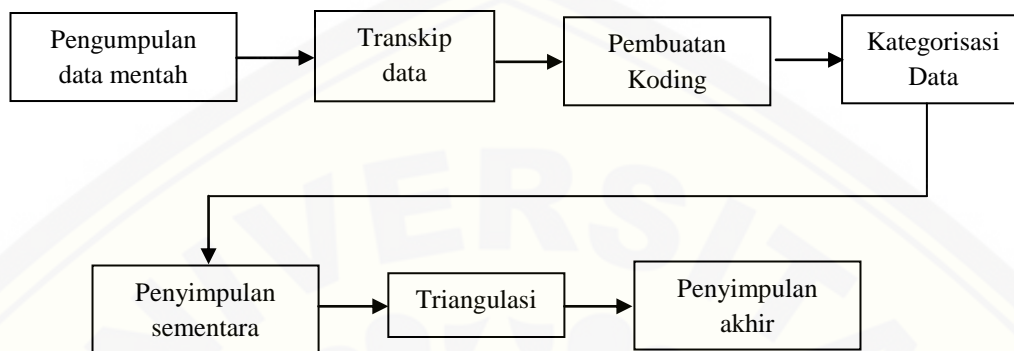 Pengumpulan
data mentah
Transkip
data
Pembuatan
Koding
Kategorisasi
Data
Penyimpulan
sementara
Triangulasi
Penyimpulan
akhir